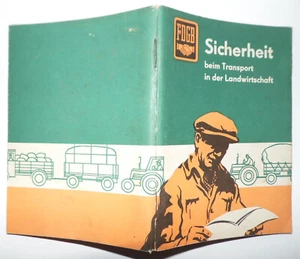 FDGB
Sicherheit
beim Transport
in der Landwirtschaft